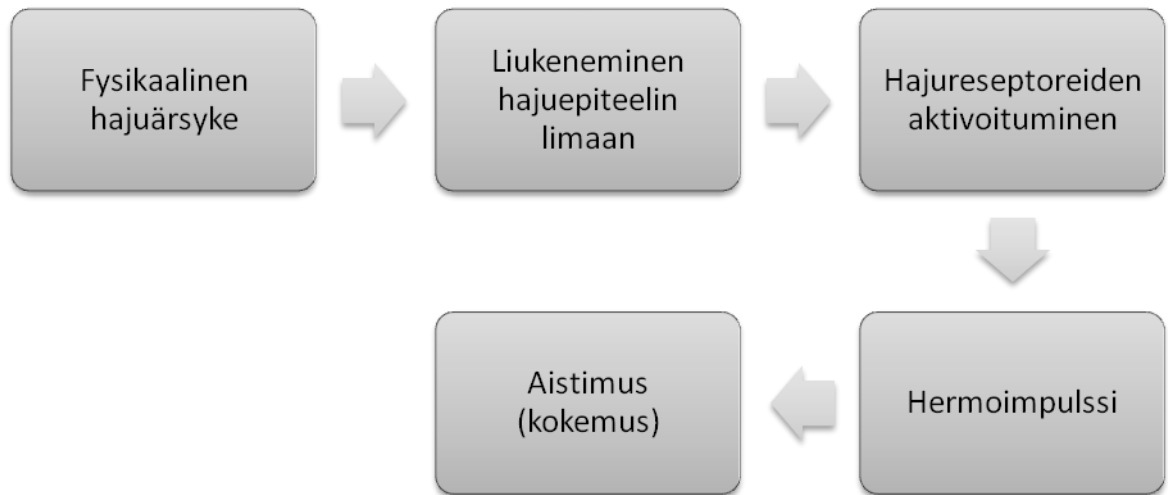 Fysikaalinen
hajuärsyke
Liukeneminen
hajuepiteelin
limaan
Hajureseptoreiden
aktivoituminen
Hermoimpulssi
Aistimus
(kokemus)